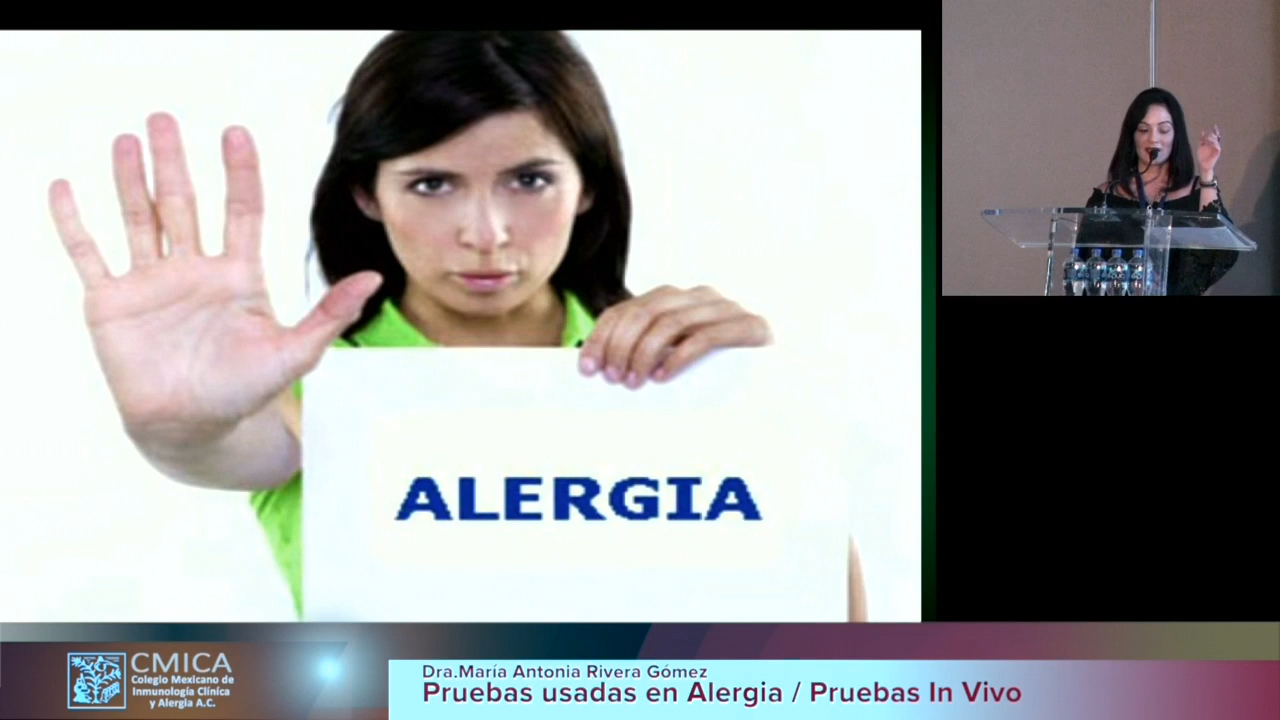 ALERGIA
CMICA
Colegio Mexicano de
Inmunología Clínica
y Alergia A.C.
Dra.María Antonia Rivera Gómez
Pruebas usadas en Alergia / Pruebas In Vivo